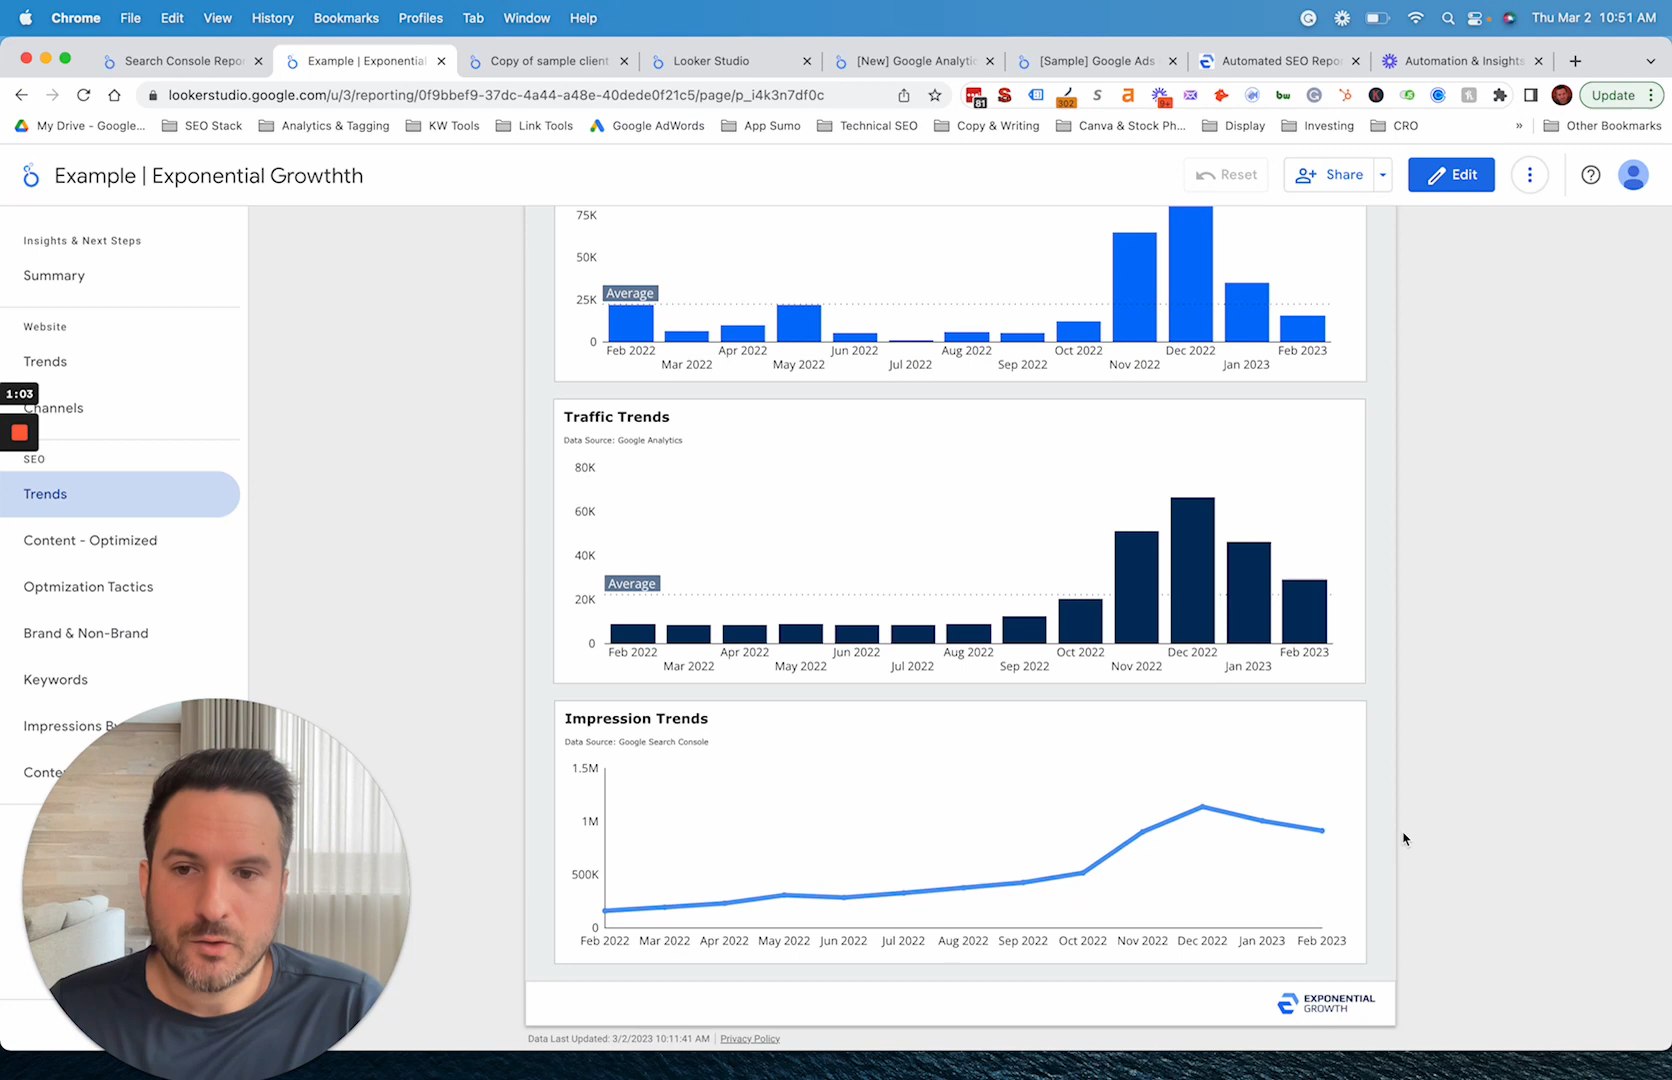 Chrome File Edit View History Bookmarks Profiles Tab Window Help Thu Mar 2 10:51 AM
Search Console Repo Example | Exponential Copy of sample client Looker Studio [New] Google Analytic [Sample] Google Ads Automated SEO Repo Automation & Insights
lookerstudio.google.com/u/3/reporting/0f9bbef9-37dc-4a44-a48e-40dede0f21c5/page/p_i4k3n7df0c 81 302 9+ bw Update
My Drive - Google... SEO Stack Analytics & Tagging KW Tools Link Tools Google AdWords App Sumo Technical SEO Copy & Writing Canva & Stock Ph... Display Investing CRO » Other Bookmarks
Example | Exponential Growthth Reset Share Edit
Insights & Next Steps
Summary
Website
Trends
1:03
Channels
SEO
Trends
Content - Optimized
Optmization Tactics
Brand & Non-Brand
Keywords
Impressions B
Conte
75K
50K
25K
Average
0
Feb 2022 Mar 2022 Apr 2022 May 2022 Jun 2022 Jul 2022 Aug 2022 Sep 2022 Oct 2022 Nov 2022 Dec 2022 Jan 2023 Feb 2023
Traffic Trends
Data Source: Google Analytics
80K
60K
40K
Average
20K
0
Feb 2022 Mar 2022 Apr 2022 May 2022 Jun 2022 Jul 2022 Aug 2022 Sep 2022 Oct 2022 Nov 2022 Dec 2022 Jan 2023 Feb 2023
Impression Trends
Data Source: Google Search Console
1.5M
1M
500K
0
Feb 2022 Mar 2022 Apr 2022 May 2022 Jun 2022 Jul 2022 Aug 2022 Sep 2022 Oct 2022 Nov 2022 Dec 2022 Jan 2023 Feb 2023
EXPONENTIAL
GROWTH
Data Last Updated: 3/2/2023 10:11:41 AM | Privacy Policy